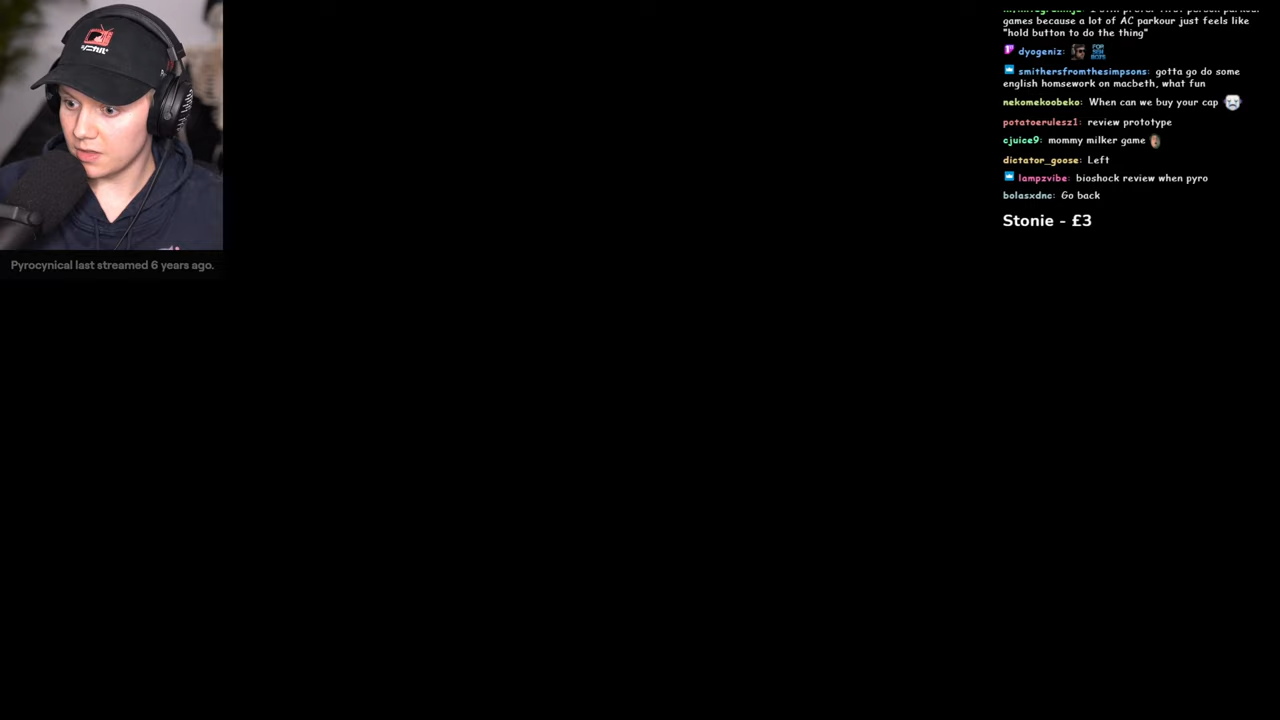 games because a lot of AC parkour just feels like
"hold button to do the thing"
dyogeniz:
smithersfromthesimpsons: gotta go do some
english homsework on macbeth, what fun
nekomekoobeko: When can we buy your cap
potatoerulesz1: review prototype
cjuice9: mommy milker game
dictator_goose: Left
lampzvibe: bioshock review when pyro
bolasxdnc: Go back
Stonie - £3
Pyrocynical last streamed 6 years ago.